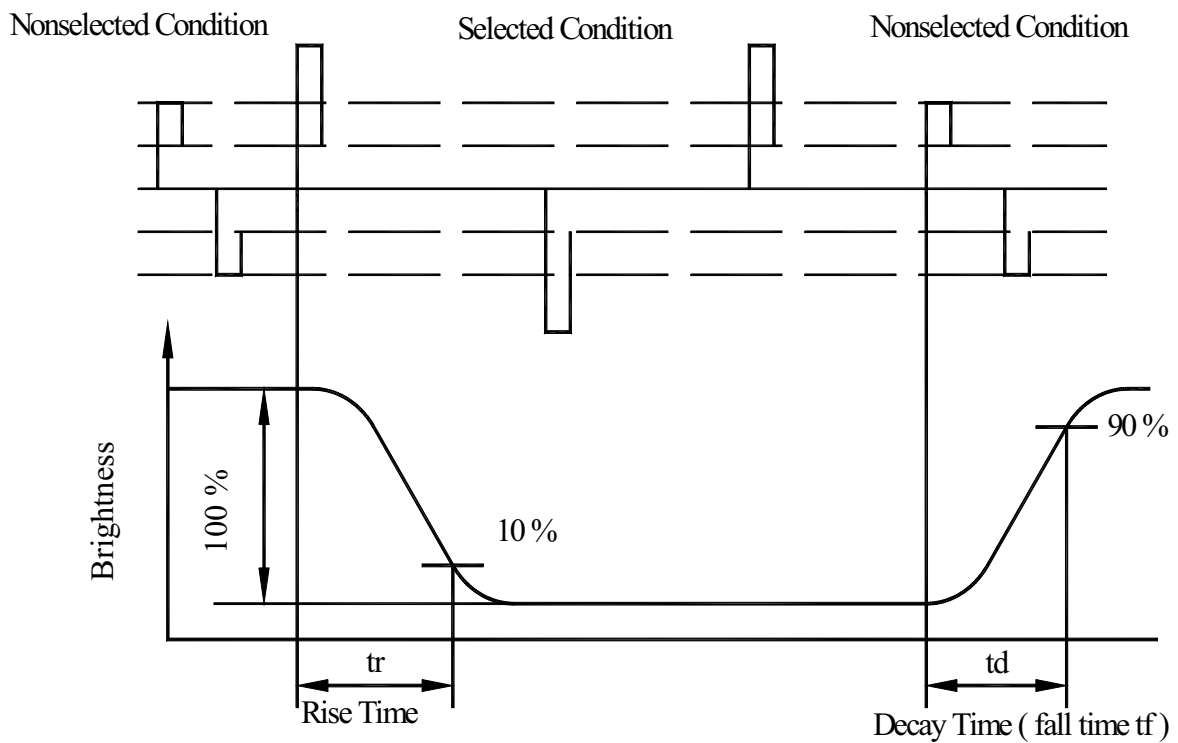 Nonselected Condition
Selected Condition
Nonselected Condition
Brightness
100 %
10 %
90 %
tr
Rise Time
td
Decay Time ( fall time tf )